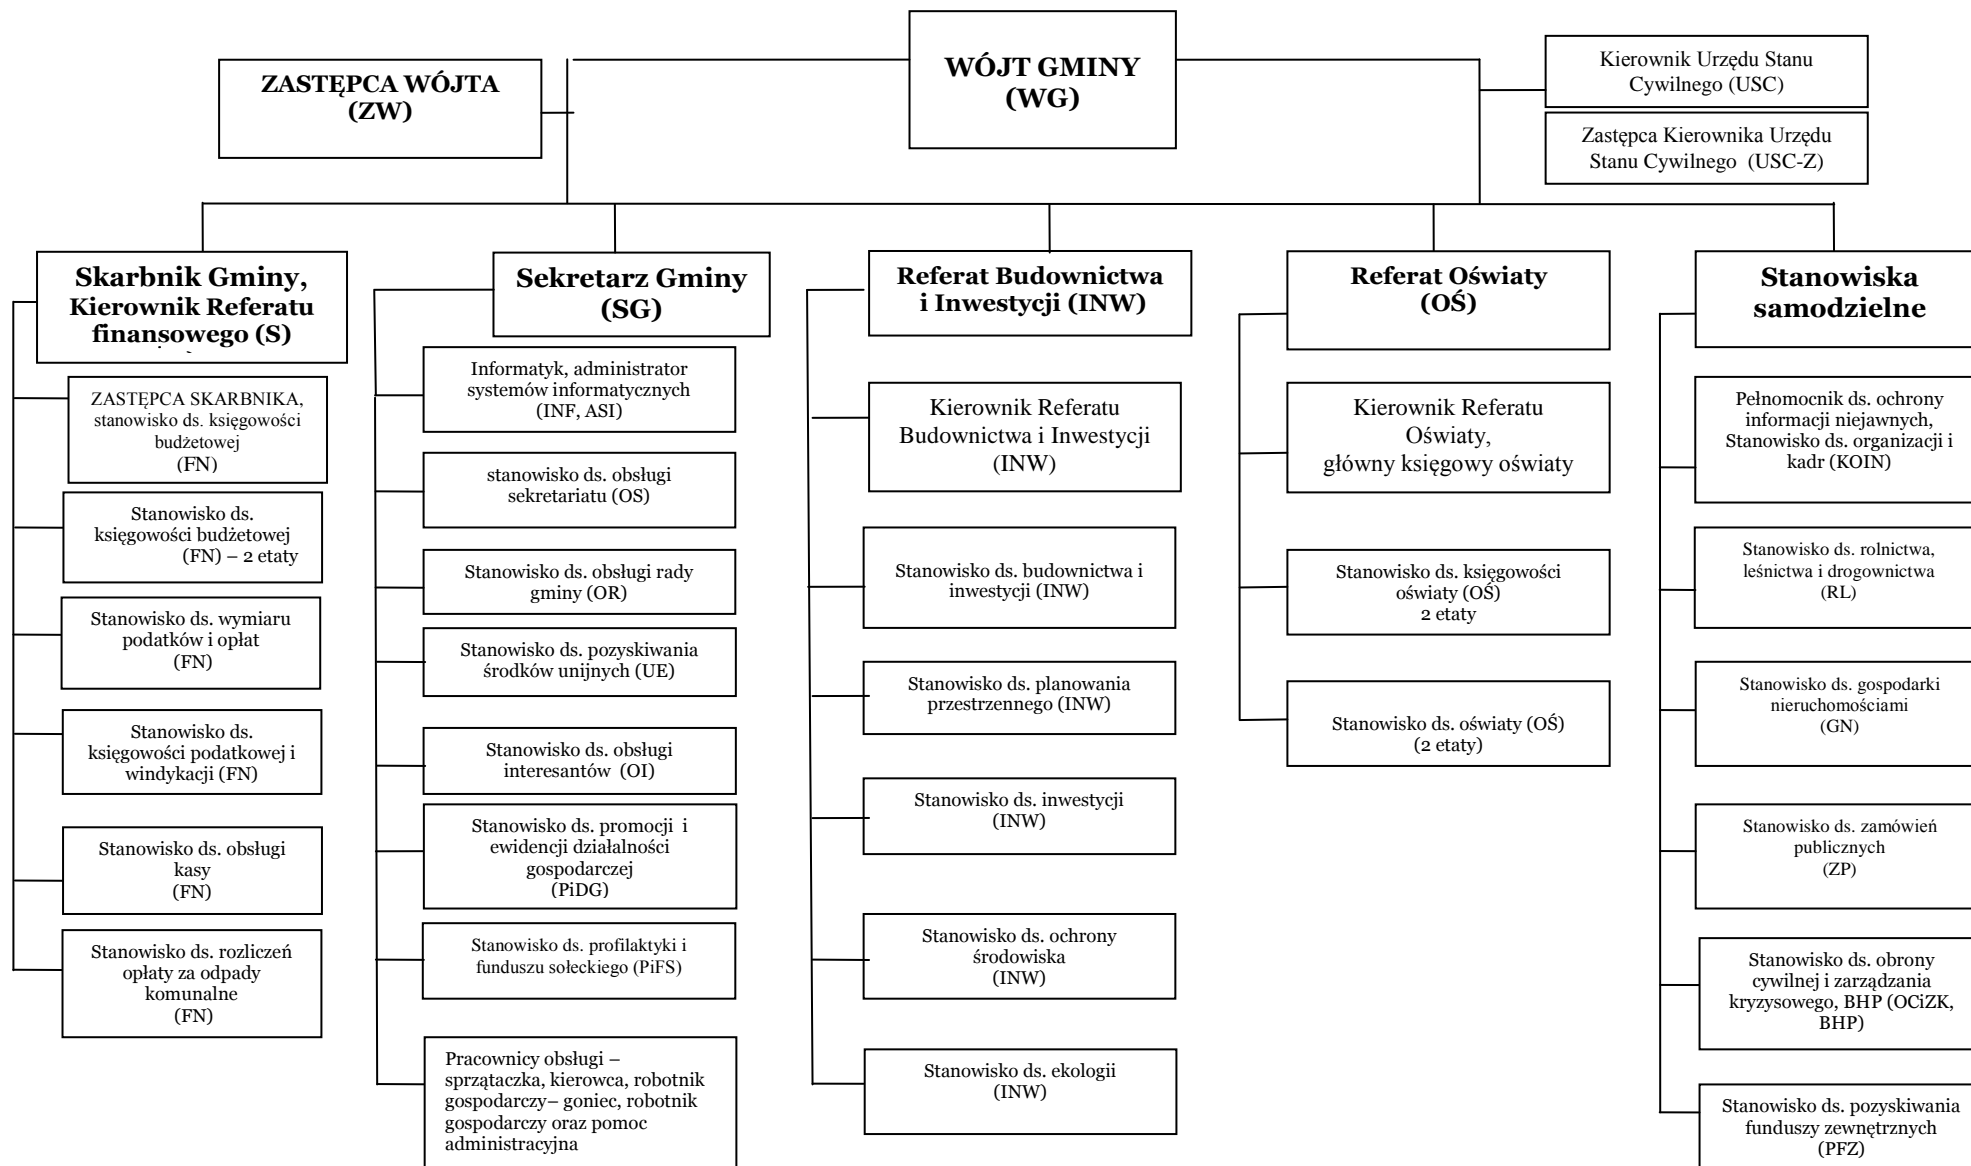 ZASTĘPCA WÓJTA
(ZW)
WÓJT GMINY
(WG)
Kierownik Urzędu Stanu
Cywilnego (USC)
Zastępca Kierownika Urzędu
Stanu Cywilnego (USC-Z)
Skarbnik Gminy,
Kierownik Referatu
finansowego (S)
ZASTĘPCA SKARBNIKA,
stanowisko ds. księgowości
budżetowej
(FN)
Stanowisko ds.
księgowości budżetowej
(FN) – 2 etaty
Stanowisko ds. wymiaru
podatków i opłat
(FN)
Stanowisko ds.
księgowości podatkowej i
windykacji (FN)
Stanowisko ds. obsługi
kasy
(FN)
Stanowisko ds. rozliczeń
opłaty za odpady
komunalne
(FN)
Sekretarz Gminy
(SG)
Informatyk, administrator
systemów informatycznych
(INF, ASI)
stanowisko ds. obsługi
sekretariatu (OS)
Stanowisko ds. obsługi rady
gminy (OR)
Stanowisko ds. pozyskiwania
środków unijnych (UE)
Stanowisko ds. obsługi
interesantów (OI)
Stanowisko ds. promocji i
ewidencji działalności
gospodarczej
(PiDG)
Stanowisko ds. profilaktyki i
funduszu sołeckiego (PiFS)
Pracownicy obsługi –
sprzątaczka, kierowca, robotnik
gospodarczy– goniec, robotnik
gospodarczy oraz pomoc
administracyjna
Referat Budownictwa
i Inwestycji (INW)
Kierownik Referatu
Budownictwa i Inwestycji
(INW)
Stanowisko ds. budownictwa i
inwestycji (INW)
Stanowisko ds. planowania
przestrzennego (INW)
Stanowisko ds. inwestycji
(INW)
Stanowisko ds. ochrony
środowiska
(INW)
Stanowisko ds. ekologii
(INW)
Referat Oświaty
(OŚ)
Kierownik Referatu
Oświaty,
główny księgowy oświaty
Stanowisko ds. księgowości
oświaty (OŚ)
2 etaty
Stanowisko ds. oświaty (OŚ)
(2 etaty)
Stanowiska
samodzielne
Pełnomocnik ds. ochrony
informacji niejawnych,
Stanowisko ds. organizacji i
kadr (KOIN)
Stanowisko ds. rolnictwa,
leśnictwa i drogownictwa
(RL)
Stanowisko ds. gospodarki
nieruchomościami
(GN)
Stanowisko ds. zamówień
publicznych
(ZP)
Stanowisko ds. obrony
cywilnej i zarządzania
kryzysowego, BHP (OCiZK,
BHP)
Stanowisko ds. pozyskiwania
funduszy zewnętrznych
(PFZ)